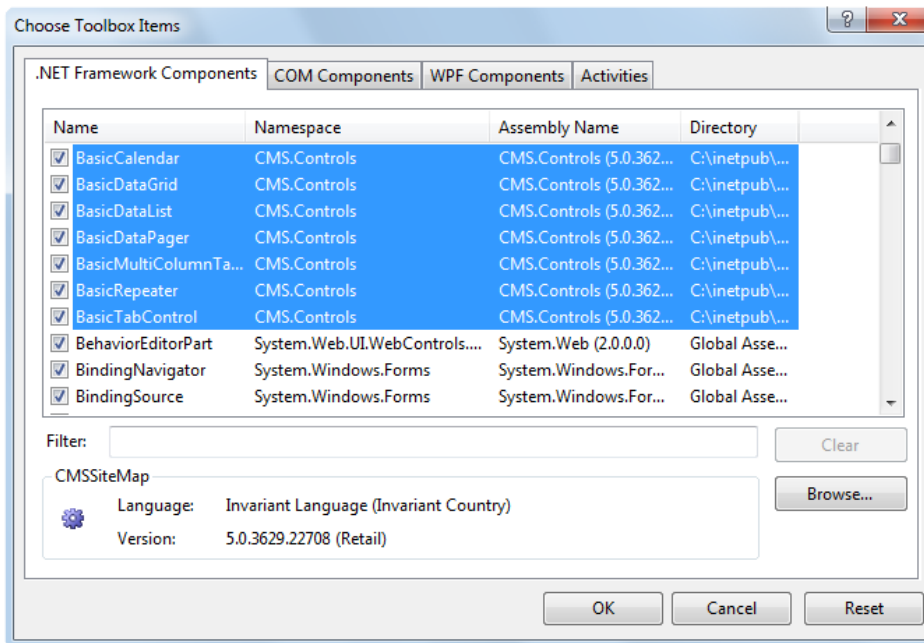 Choose Toolbox Items
?
.NET Framework Components COM Components WPF Components Activities
Name Namespace Assembly Name Directory
BasicCalendar CMS.Controls CMS.Controls (5.0.362... C:\inetpub\...
BasicDataGrid CMS.Controls CMS.Controls (5.0.362... C:\inetpub\...
BasicDataList CMS.Controls CMS.Controls (5.0.362... C:\inetpub\...
BasicDataPager CMS.Controls CMS.Controls (5.0.362... C:\inetpub\...
BasicMultiColumnTa... CMS.Controls CMS.Controls (5.0.362... C:\inetpub\...
BasicRepeater CMS.Controls CMS.Controls (5.0.362... C:\inetpub\...
BasicTabControl CMS.Controls CMS.Controls (5.0.362... C:\inetpub\...
BehaviorEditorPart System.Web.UI.WebControls.... System.Web (2.0.0.0) Global Asse...
BindingNavigator System.Windows.Forms System.Windows.For... Global Asse...
BindingSource System.Windows.Forms System.Windows.For... Global Asse...
Filter: Clear
CMSSiteMap
Browse...
Language: Invariant Language (Invariant Country)
Version: 5.0.3629.22708 (Retail)
OK Cancel Reset